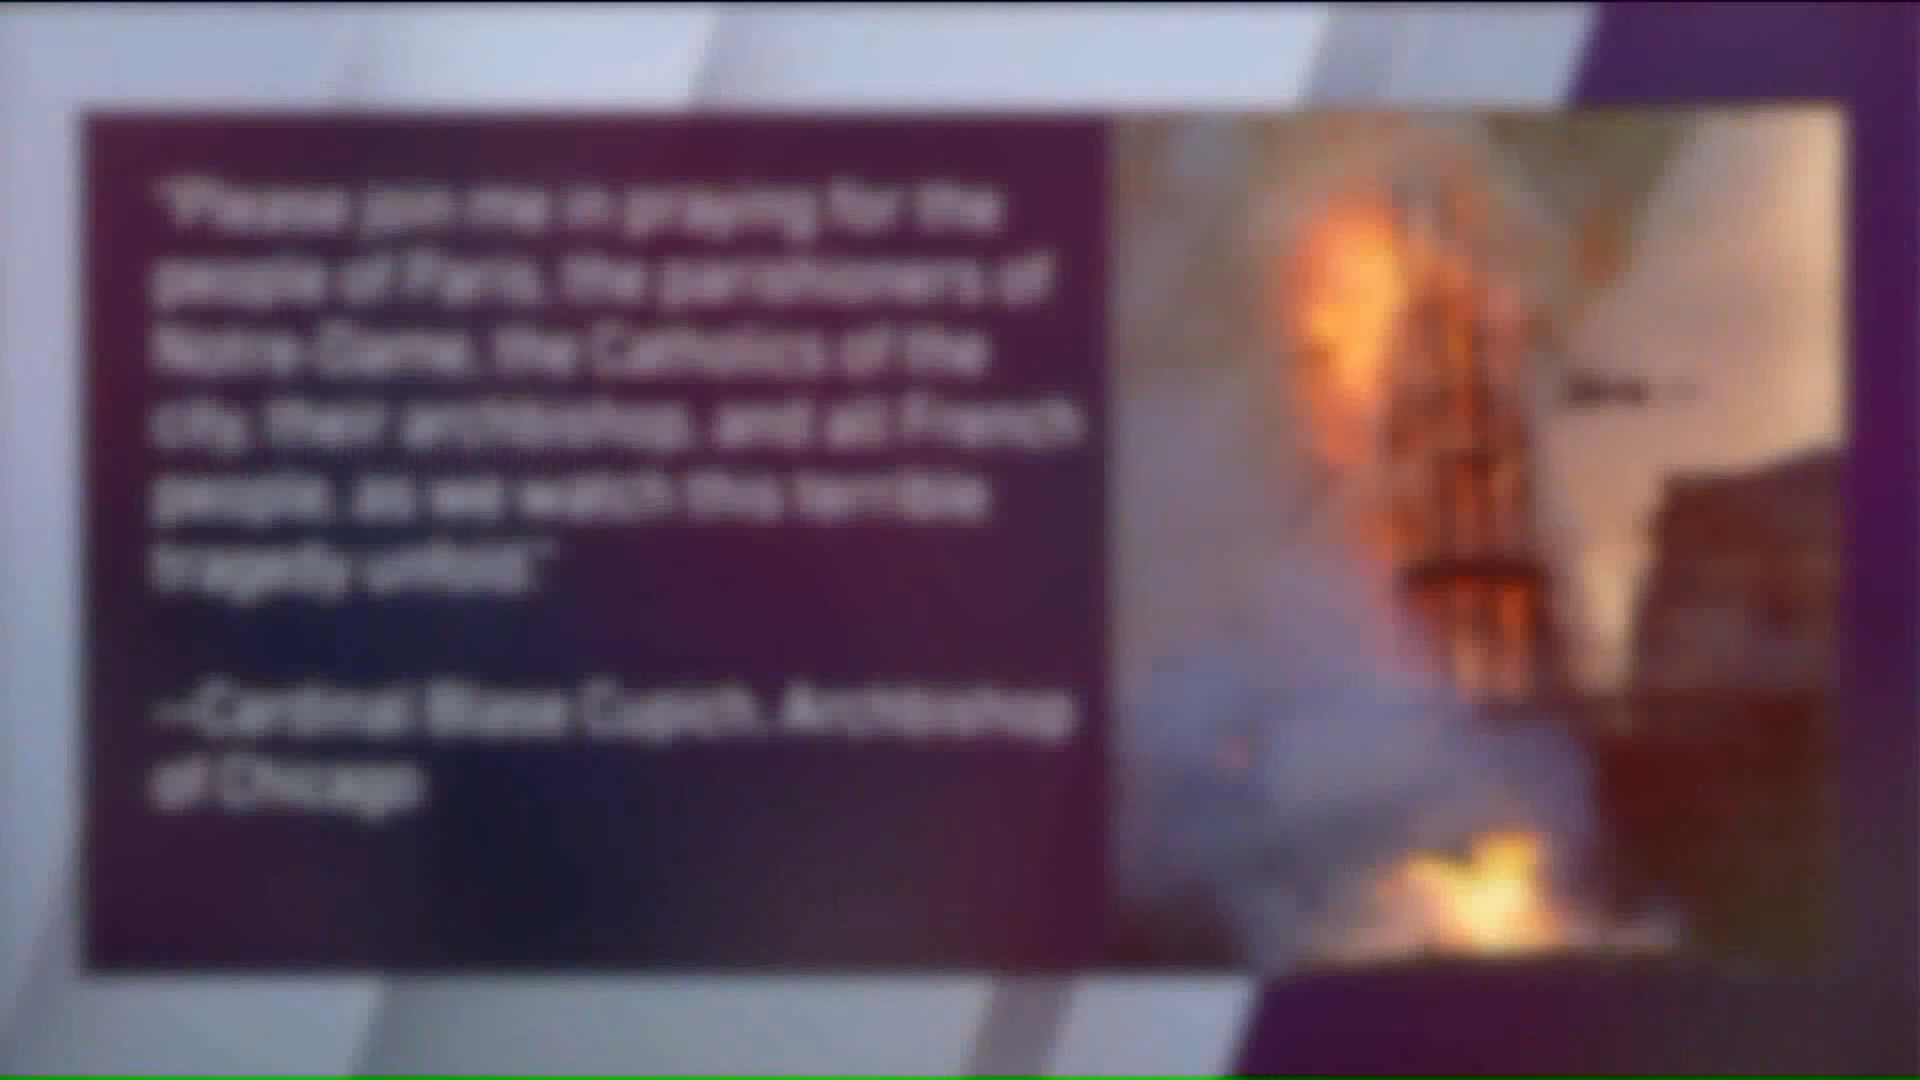 "Please join me in praying for the
people of Paris, the parishioners of
Notre-Dame, the Catholics of the
city, their archbishop, and all French
people, as we watch this terrible
tragedy unfold."
—Cardinal Blase Cupich, Archbishop
of Chicago